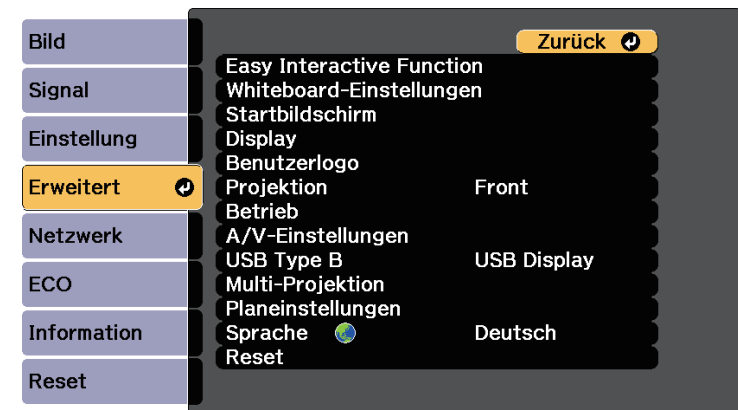 Bild
Signal
Einstellung
Erweitert
Netzwerk
ECO
Information
Reset
Zurück
Easy Interactive Function
Whiteboard-Einstellungen
Startbildschirm
Display
Benutzerlogo
Projektion Front
Betrieb
A/V-Einstellungen
USB Type B USB Display
Multi-Projektion
Planeinstellungen
Sprache Deutsch
Reset